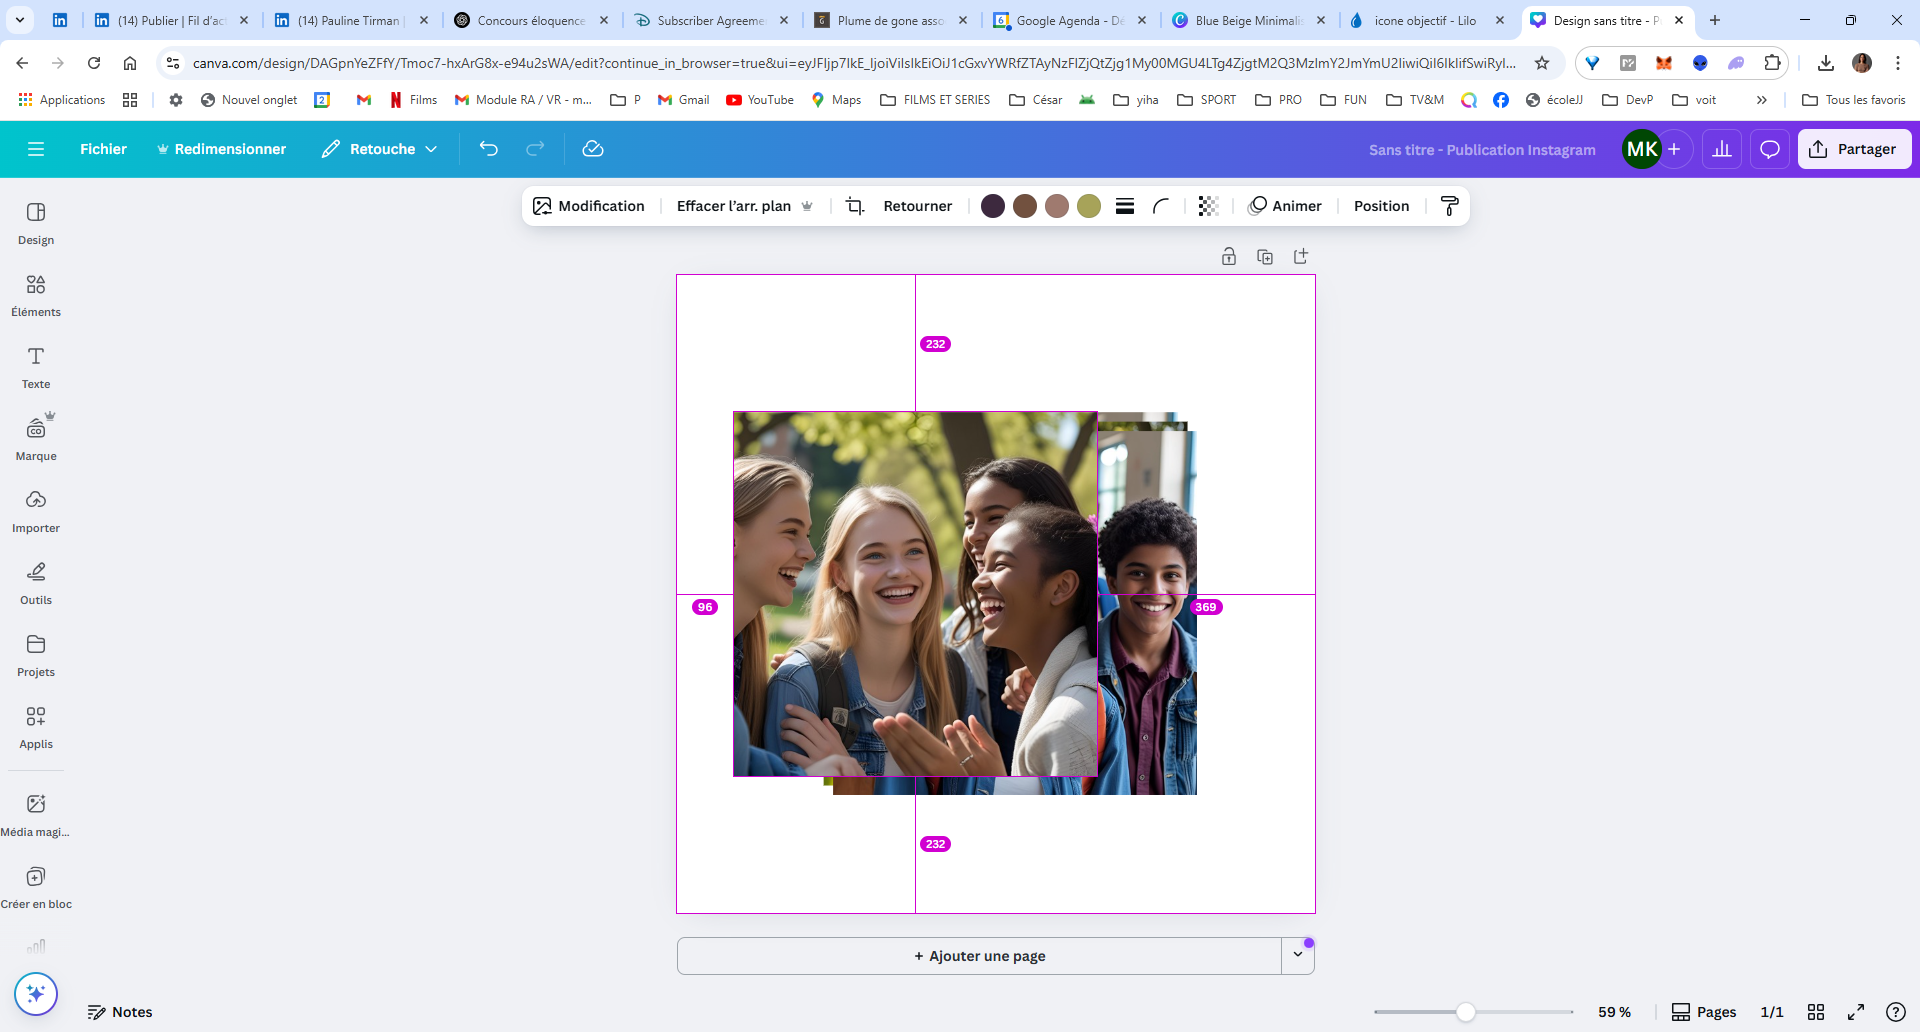 (14) Publier | Fil d'ac
(14) Pauline Tirman |
Concours éloquence
Subscriber Agreeme
Plume de gone asso
Google Agenda - Dé
Blue Beige Minimalis
icone objectif - Lilo
Design sans titre - P
canva.com/design/DAGpnYeZFfY/Tmoc7-hxArG8x-e94u2sWA/edit?continue_in_browser=true&ui=eyJFIjp7IkE_IjoiViIsIkEiOiJ1cGxvYWRfZTAyNzFlZjQtZjg1My00MGU4LTg4ZjgtM2Q3MzlmY2JmYmU2IiwiQiI6IkIifSwiRyI...
Applications
Nouvel onglet
Films
Module RA / VR - m...
P
Gmail
YouTube
Maps
FILMS ET SERIES
César
yiha
SPORT
PRO
FUN
TV&M
écoleJJ
DevP
voit
Tous les favoris
Fichier
Redimensionner
Retouche
Sans titre - Publication Instagram
MK
Partager
Modification
Effacer l'arr. plan
Retourner
Animer
Position
Design
Éléments
Texte
Marque
Importer
Outils
Projets
Applis
Média magi...
Créer en bloc
232
96
369
232
+ Ajouter une page
Notes
59 %
Pages
1/1